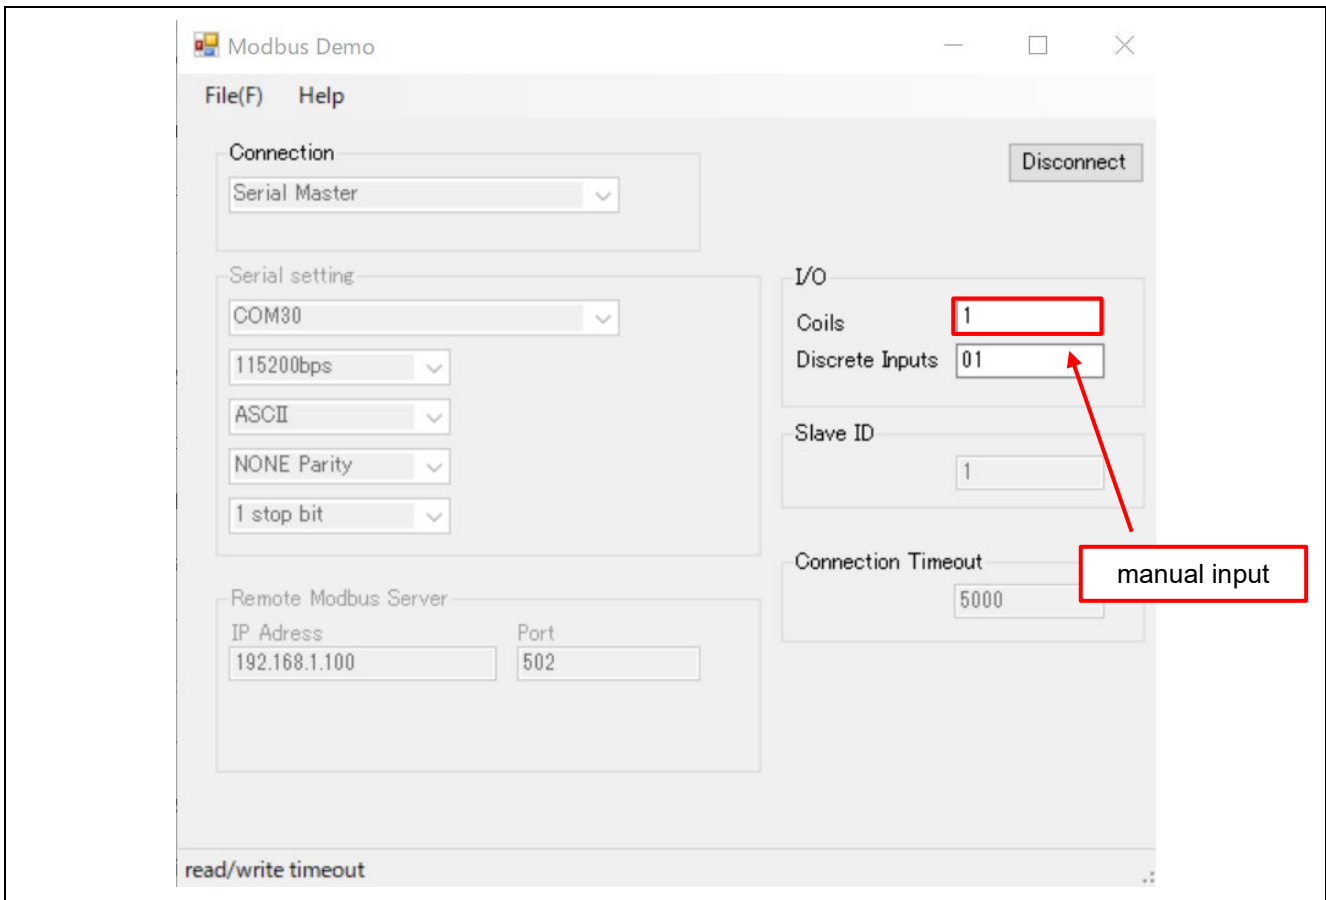 Modbus Demo
File(F) Help
Connection
Serial Master
Disconnect
Serial setting
COM30
115200bps
ASCII
NONE Parity
1 stop bit
I/O
Coils 1
Discrete Inputs 01
Slave ID
1
manual input
Connection Timeout
5000
Remote Modbus Server
IP Adress Port
192.168.1.100 502
read/write timeout